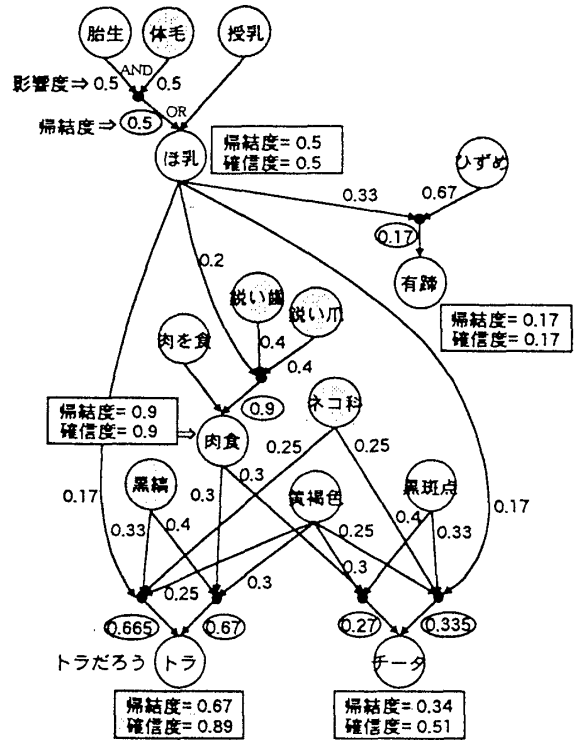 胎生 体毛 授乳
AND
影響度⇒ 0.5 0.5
OR
帰結度⇒ 0.5
ほ乳
帰結度= 0.5
確信度= 0.5
ひずめ
0.33 0.67
0.17
有蹄
帰結度= 0.17
確信度= 0.17
0.2
鋭い歯
鋭い爪
肉を食
0.4
0.4
0.9
ネコ科
帰結度= 0.9
確信度= 0.9
⇒
肉食
0.25 0.25
0.3
黒縞
黄褐色
黒斑点
0.17
0.33 0.4
0.3
0.25
0.4 0.33
0.17
0.25
0.3
0.3
0.665 0.67 0.27 0.335
トラだろう トラ チータ
帰結度= 0.67
確信度= 0.89
帰結度= 0.34
確信度= 0.51